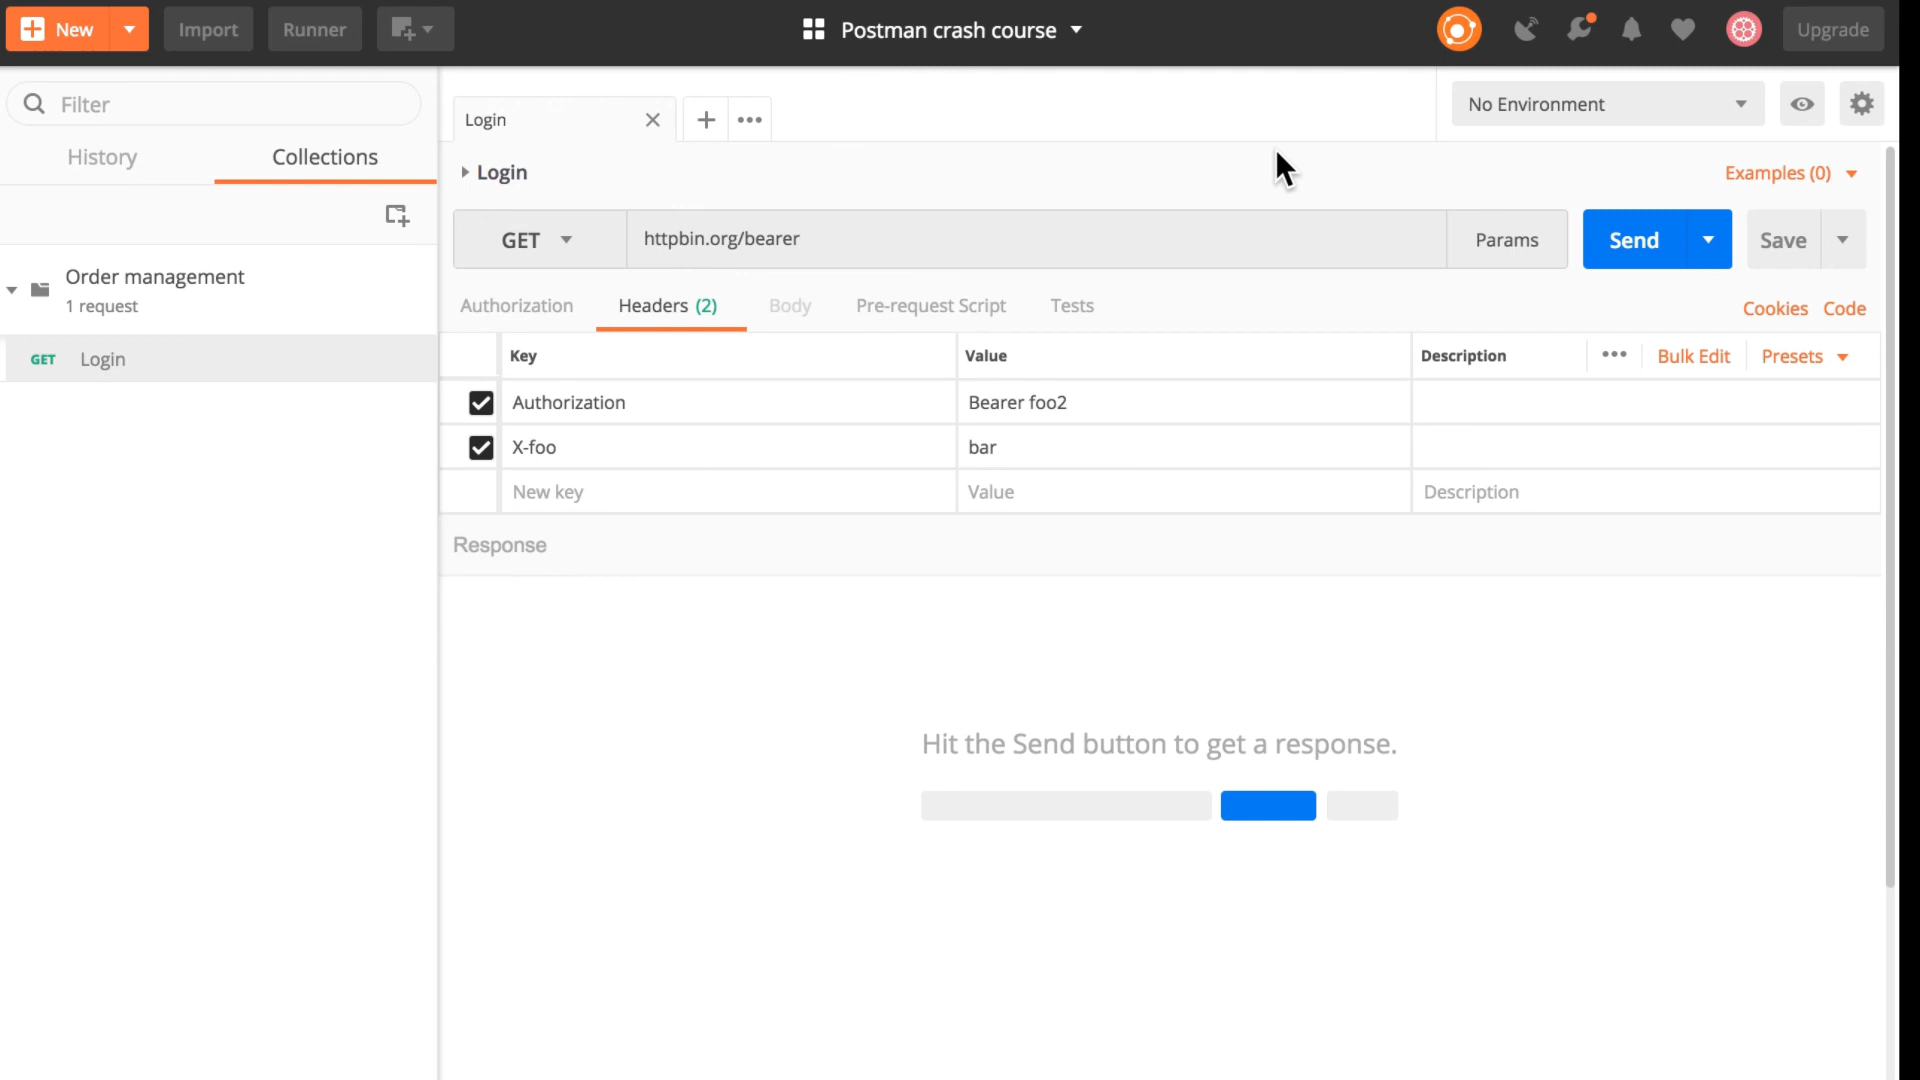 New
Import
Runner
Postman crash course
Upgrade
Filter
History
Collections
Order management
1 request
GET Login
Login
No Environment
Login
Examples (0)
GET
httpbin.org/bearer
Params
Send
Save
Authorization
Headers (2)
Body
Pre-request Script
Tests
Cookies
Code
Key
Value
Description
Bulk Edit
Presets
Authorization
Bearer foo2
X-foo
bar
New key
Value
Description
Response
Hit the Send button to get a response.